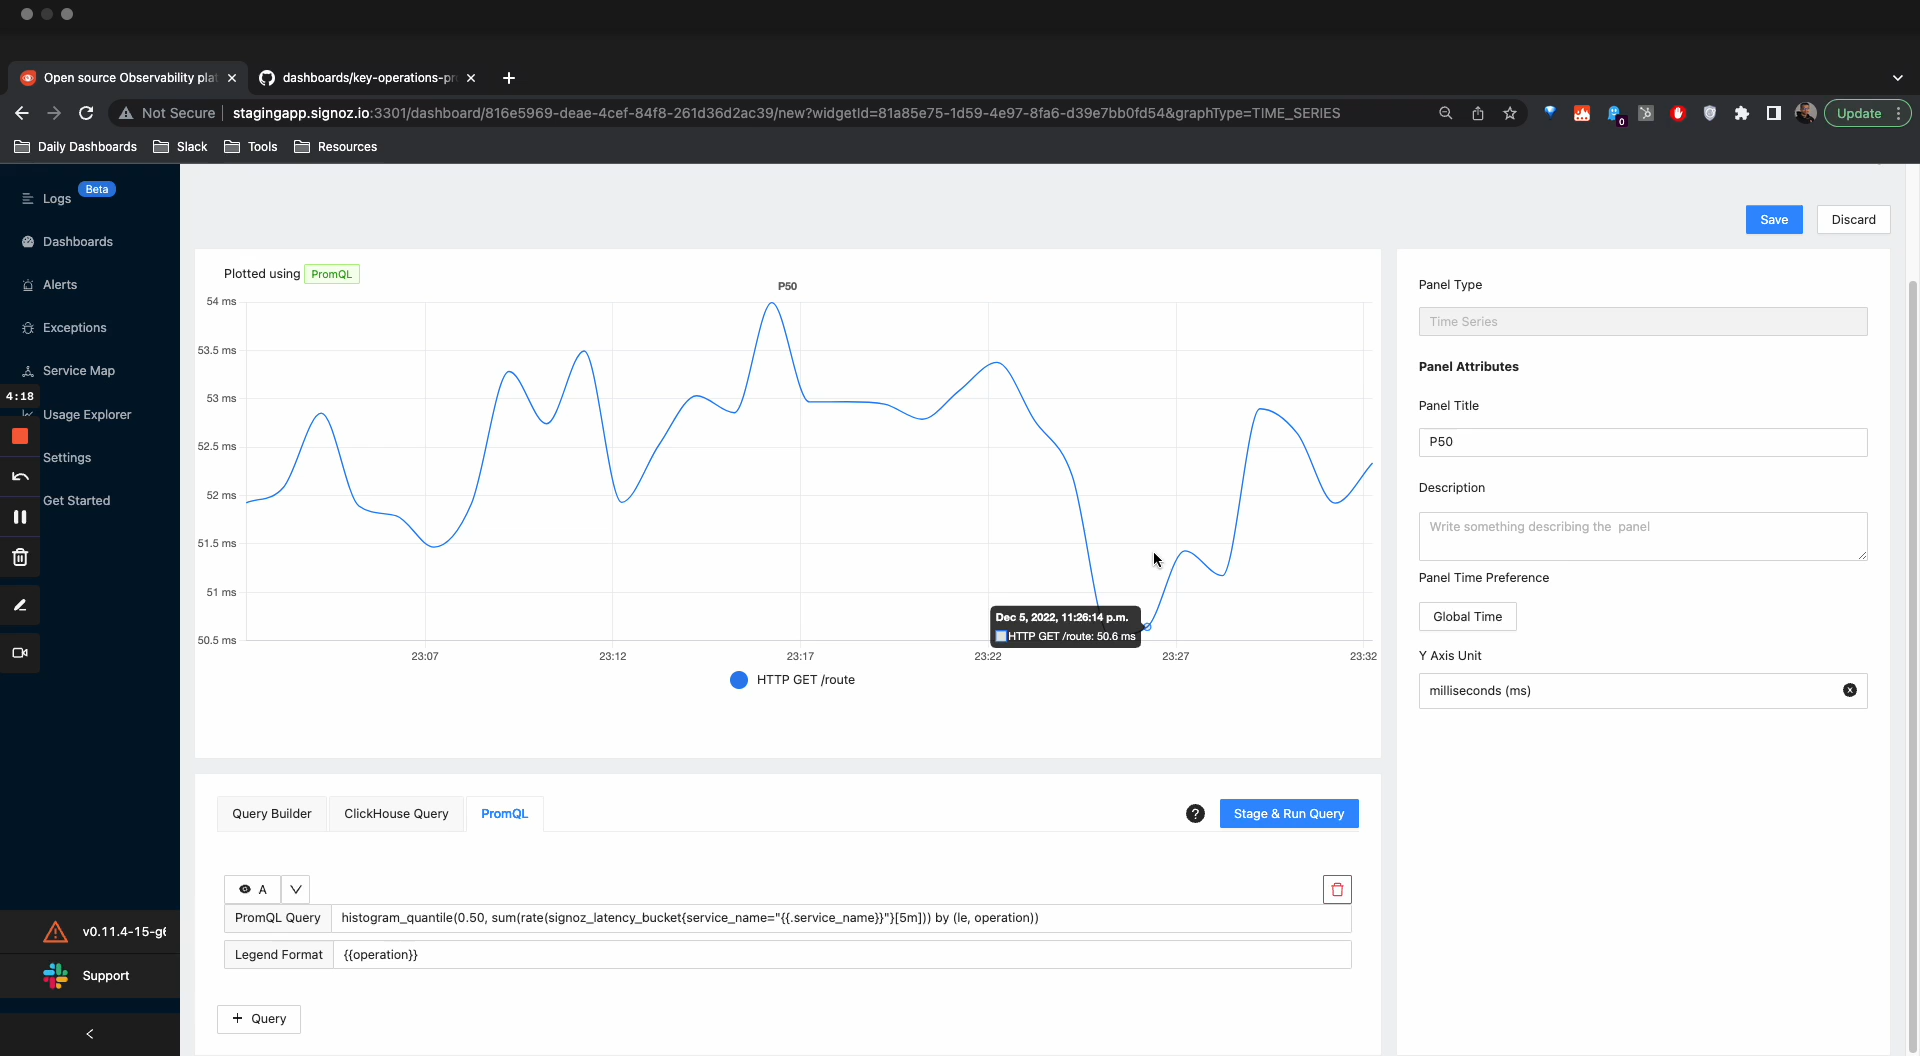 Open source Observability plat
dashboards/key-operations-pr
Not Secure
stagingapp.signoz.io:3301/dashboard/816e5969-deae-4cef-84f8-261d36d2ac39/new?widgetId=81a85e75-1d59-4e97-8fa6-d39e7bb0fd54&graphType=TIME_SERIES
0
Update
Daily Dashboards
Slack
Tools
Resources
Logs
Beta
Dashboards
Alerts
Exceptions
Service Map
4:18
Usage Explorer
Settings
Get Started
v0.11.4-15-g6
Support
Save
Discard
Plotted using PromQL
P50
54 ms
53.5 ms
53 ms
52.5 ms
52 ms
51.5 ms
51 ms
50.5 ms
Dec 5, 2022, 11:26:14 p.m.
HTTP GET /route: 50.6 ms
23:07
23:12
23:17
23:22
23:27
23:32
HTTP GET /route
Query Builder
ClickHouse Query
PromQL
?
Stage & Run Query
A
PromQL Query
histogram_quantile(0.50, sum(rate(signoz_latency_bucket{service_name="{{.service_name}}"}[5m])) by (le, operation))
Legend Format
{{operation}}
+ Query
Panel Type
Time Series
Panel Attributes
Panel Title
P50
Description
Write something describing the panel
Panel Time Preference
Global Time
Y Axis Unit
milliseconds (ms)